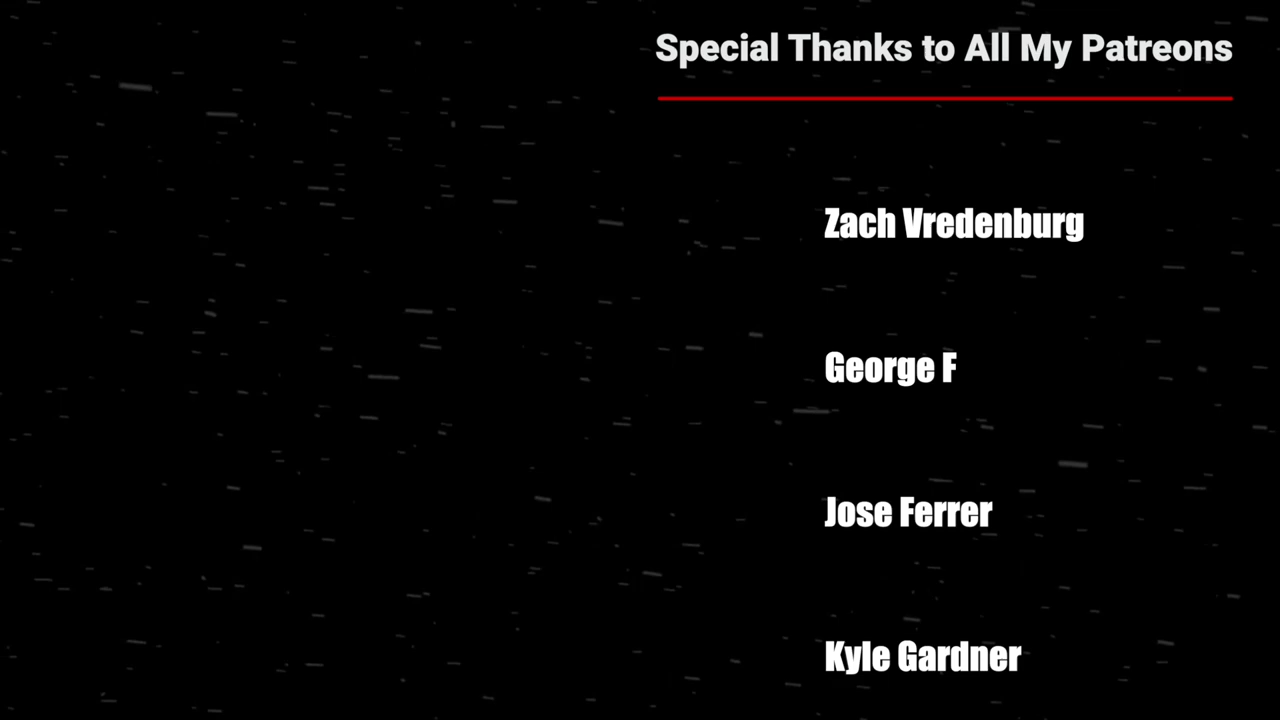 Special Thanks to All My Patreons
Zach Vredenburg
George F
Jose Ferrer
Kyle Gardner